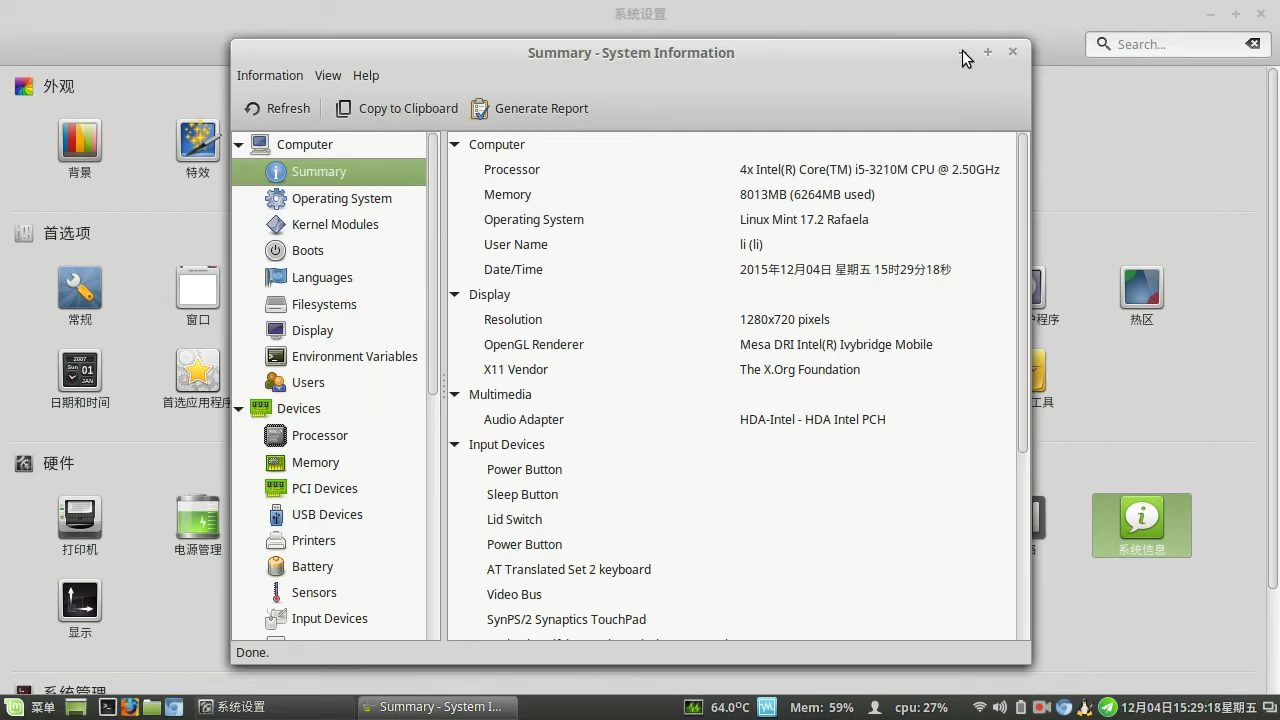 系统设置
Search...
外观
背景
特效
首选项
常规
窗口
热区
日期和时间
首选应用程
工具
硬件
打印机
电源管理
系统信息
显示
系统管理
Summary - System Information
Information View Help
Refresh Copy to Clipboard Generate Report
Computer
Summary
Operating System
Kernel Modules
Boots
Languages
Filesystems
Display
Environment Variables
Users
Devices
Processor
Memory
PCI Devices
USB Devices
Printers
Battery
Sensors
Input Devices
Computer
Processor 4x Intel(R) Core(TM) i5-3210M CPU @ 2.50GHz
Memory 8013MB (6264MB used)
Operating System Linux Mint 17.2 Rafaela
User Name li (li)
Date/Time 2015年12月04日 星期五 15时29分18秒
Display
Resolution 1280x720 pixels
OpenGL Renderer Mesa DRI Intel(R) Ivybridge Mobile
X11 Vendor The X.Org Foundation
Multimedia
Audio Adapter HDA-Intel - HDA Intel PCH
Input Devices
Power Button
Sleep Button
Lid Switch
Power Button
AT Translated Set 2 keyboard
Video Bus
SynPS/2 Synaptics TouchPad
Done.
菜单 系统设置 Summary - System I... 64.0°C Mem: 59% cpu: 27% 12月04日15:29:18星期五